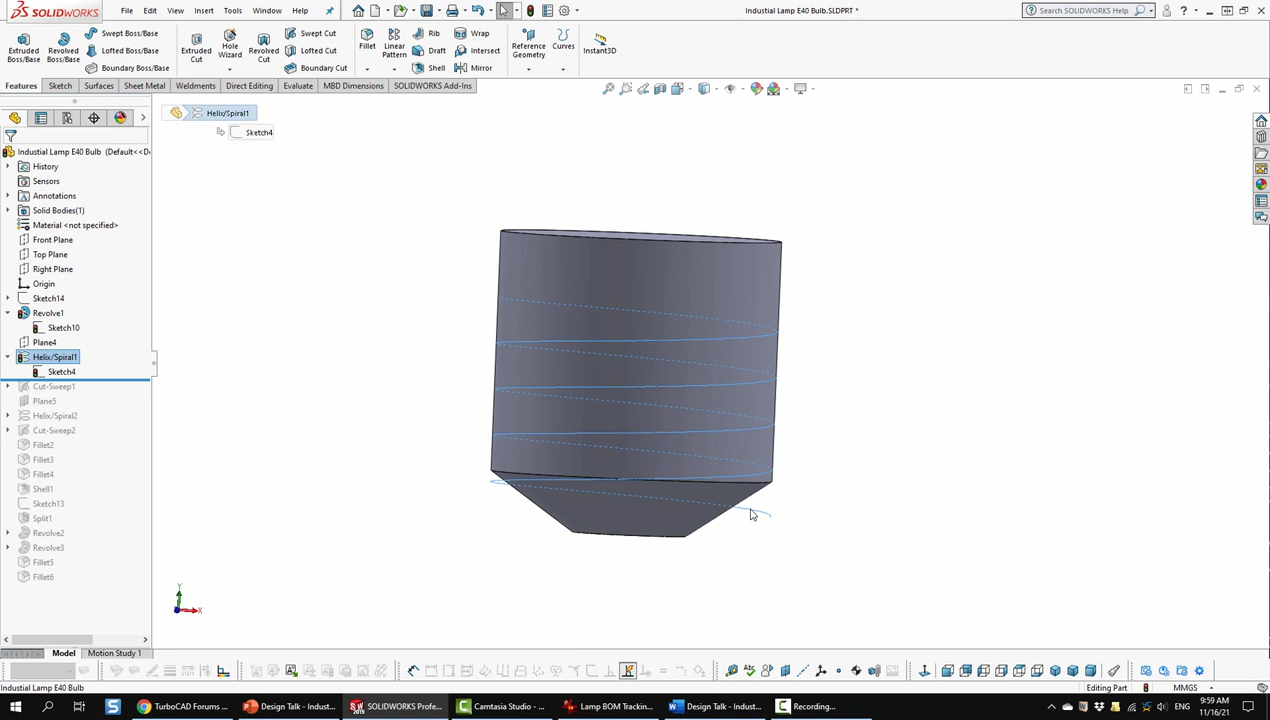 SOLIDWORKS
File
Edit
View
Insert
Tools
Window
Help
Industial Lamp E40 Bulb.SLDPRT *
Search SOLIDWORKS Help
Extruded Boss/Base
Revolved Boss/Base
Swept Boss/Base
Lofted Boss/Base
Boundary Boss/Base
Extruded Cut
Hole Wizard
Revolved Cut
Swept Cut
Lofted Cut
Boundary Cut
Fillet
Linear Pattern
Rib
Draft
Shell
Wrap
Intersect
Mirror
Reference Geometry
Curves
Instant3D
Features
Sketch
Surfaces
Sheet Metal
Weldments
Direct Editing
Evaluate
MBD Dimensions
SOLIDWORKS Add-Ins
Helix/Spiral1
Sketch4
Industial Lamp E40 Bulb (Default<<D
History
Sensors
Annotations
Solid Bodies(1)
Material <not specified>
Front Plane
Top Plane
Right Plane
Origin
Sketch14
Revolve1
Sketch10
Plane4
Helix/Spiral1
Sketch4
Cut-Sweep1
Plane5
Helix/Spiral2
Cut-Sweep2
Fillet2
Fillet3
Fillet4
Shell1
Sketch13
Split1
Revolve2
Revolve3
Fillet5
Fillet6
Y
X
Model
Motion Study 1
Industial Lamp E40 Bulb
Editing Part
MMGS
TurboCAD Forums ...
Design Talk - Indust...
SOLIDWORKS Profe...
Camtasia Studio - ...
Lamp BOM Trackin...
Design Talk - Indust...
Recording...
ENG
9:59 AM
11/16/21